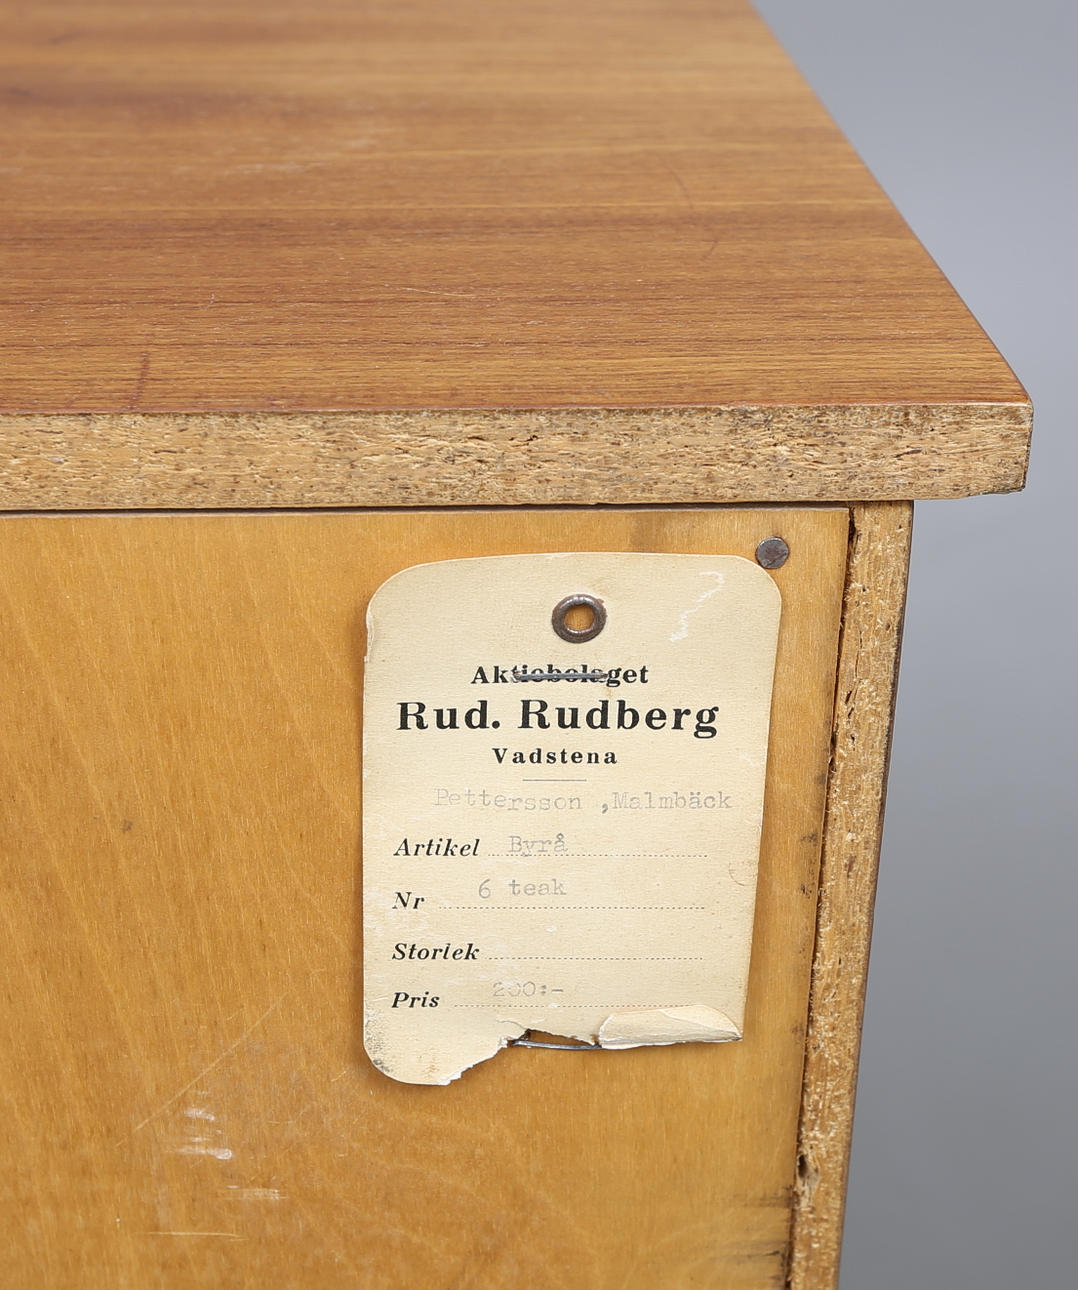 Aktiebolaget
Rud. Rudberg
Vadstena
Pettersson ,Malmbäck
Artikel Byrå
Nr 6 teak
Storlek
Pris 200:-